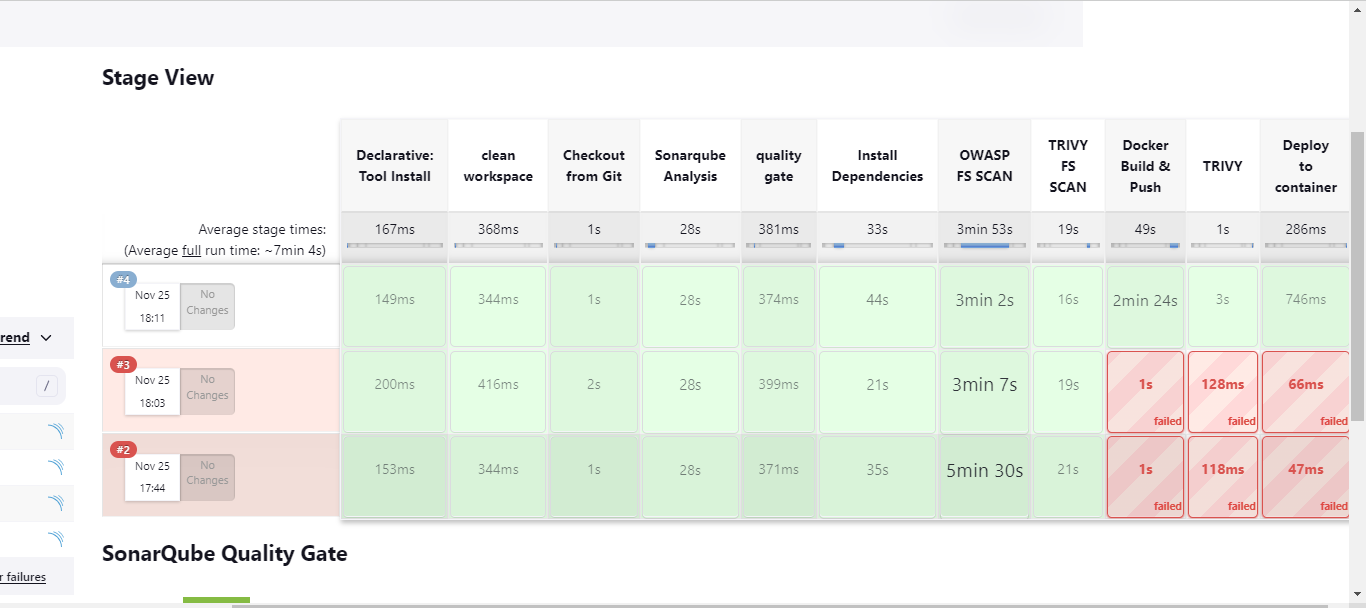 Stage View
Declarative: Tool Install
clean workspace
Checkout from Git
Sonarqube Analysis
quality gate
Install Dependencies
OWASP FS SCAN
TRIVY FS SCAN
Docker Build & Push
TRIVY
Deploy to container
Average stage times:
(Average full run time: ~7min 4s)
167ms 368ms 1s 28s 381ms 33s 3min 53s 19s 49s 1s 286ms
#4
Nov 25
18:11
No
Changes
149ms 344ms 1s 28s 374ms 44s 3min 2s 16s 2min 24s 3s 746ms
#3
Nov 25
18:03
No
Changes
200ms 416ms 2s 28s 399ms 21s 3min 7s 19s 1s 128ms 66ms
failed failed failed
#2
Nov 25
17:44
No
Changes
153ms 344ms 1s 28s 371ms 35s 5min 30s 21s 1s 118ms 47ms
failed failed failed
rend
/
r failures
SonarQube Quality Gate